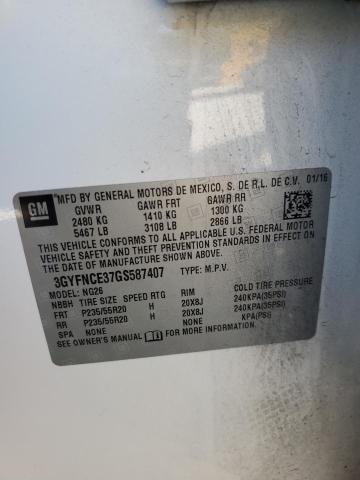 GM
MFD BY GENERAL MOTORS DE MEXICO, S. DE R.L. DE C.V. 01/16
GVWR GAWR FRT GAWR RR
2480 KG 1410 KG 1300 KG
5467 LB 3108 LB 2866 LB
THIS VEHICLE CONFORMS TO ALL APPLICABLE U.S. FEDERAL MOTOR
VEHICLE SAFETY AND THEFT PREVENTION STANDARDS IN
EFFECT ON THE DATE OF MANUFACTURE SHOWN ABOVE.
3GYFNCE37GS587407 TYPE: M.P.V.
MODEL: NG26
NBBH TIRE SIZE SPEED RTG RIM COLD TIRE PRESSURE
FRT P235/55R20 H 20X8J 240KPA(35PSI)
RR P235/55R20 H 20X8J 240KPA(35PSI)
SPA NONE NONE KPA(PSI)
SEE OWNER'S MANUAL FOR ADDITIONAL INFORMATION.